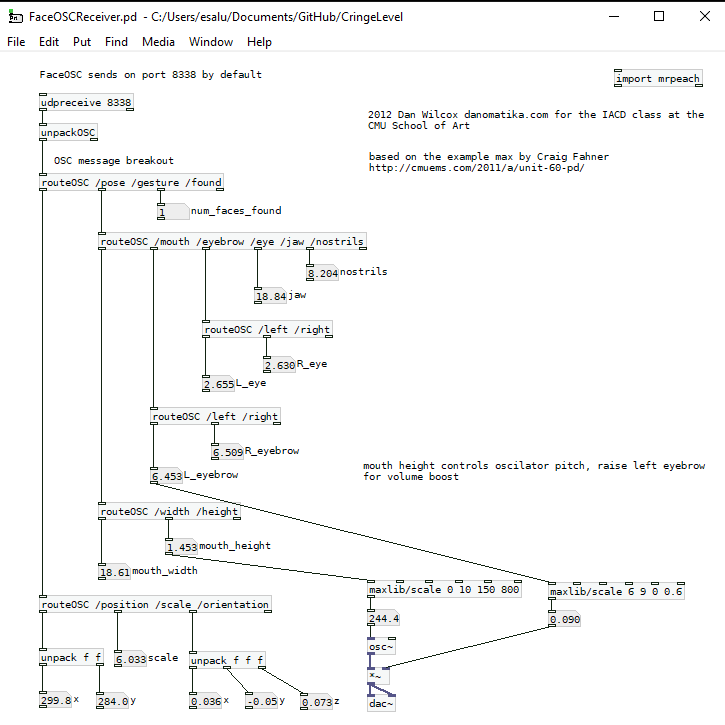 FaceOSCReceiver.pd - C:/Users/esalu/Documents/GitHub/CringeLevel
File Edit Put Find Media Window Help
FaceOSC sends on port 8338 by default
import mrpeach
udpreceive 8338
2012 Dan Wilcox danomatika.com for the IACD class at the
CMU School of Art
unpackOSC
OSC message breakout
based on the example max by Craig Fahner
http://cmuems.com/2011/a/unit-60-pd/
routeOSC /pose /gesture /found
1 num_faces_found
routeOSC /mouth /eyebrow /eye /jaw /nostrils
8.204 nostrils
18.84 jaw
routeOSC /left /right
2.630 R_eye
2.655 L_eye
routeOSC /left /right
6.509 R_eyebrow
6.453 L_eyebrow
mouth height controls oscilator pitch, raise left eyebrow
for volume boost
routeOSC /width /height
1.453 mouth_height
18.61 mouth_width
maxlib/scale 0 10 150 800
maxlib/scale 6 9 0 0.6
routeOSC /position /scale /orientation
244.4
0.090
osc~
unpack f f
6.033 scale
unpack f f f
*~
299.8 x
284.0 y
0.036 x
-0.05 y
0.073 z
dac~